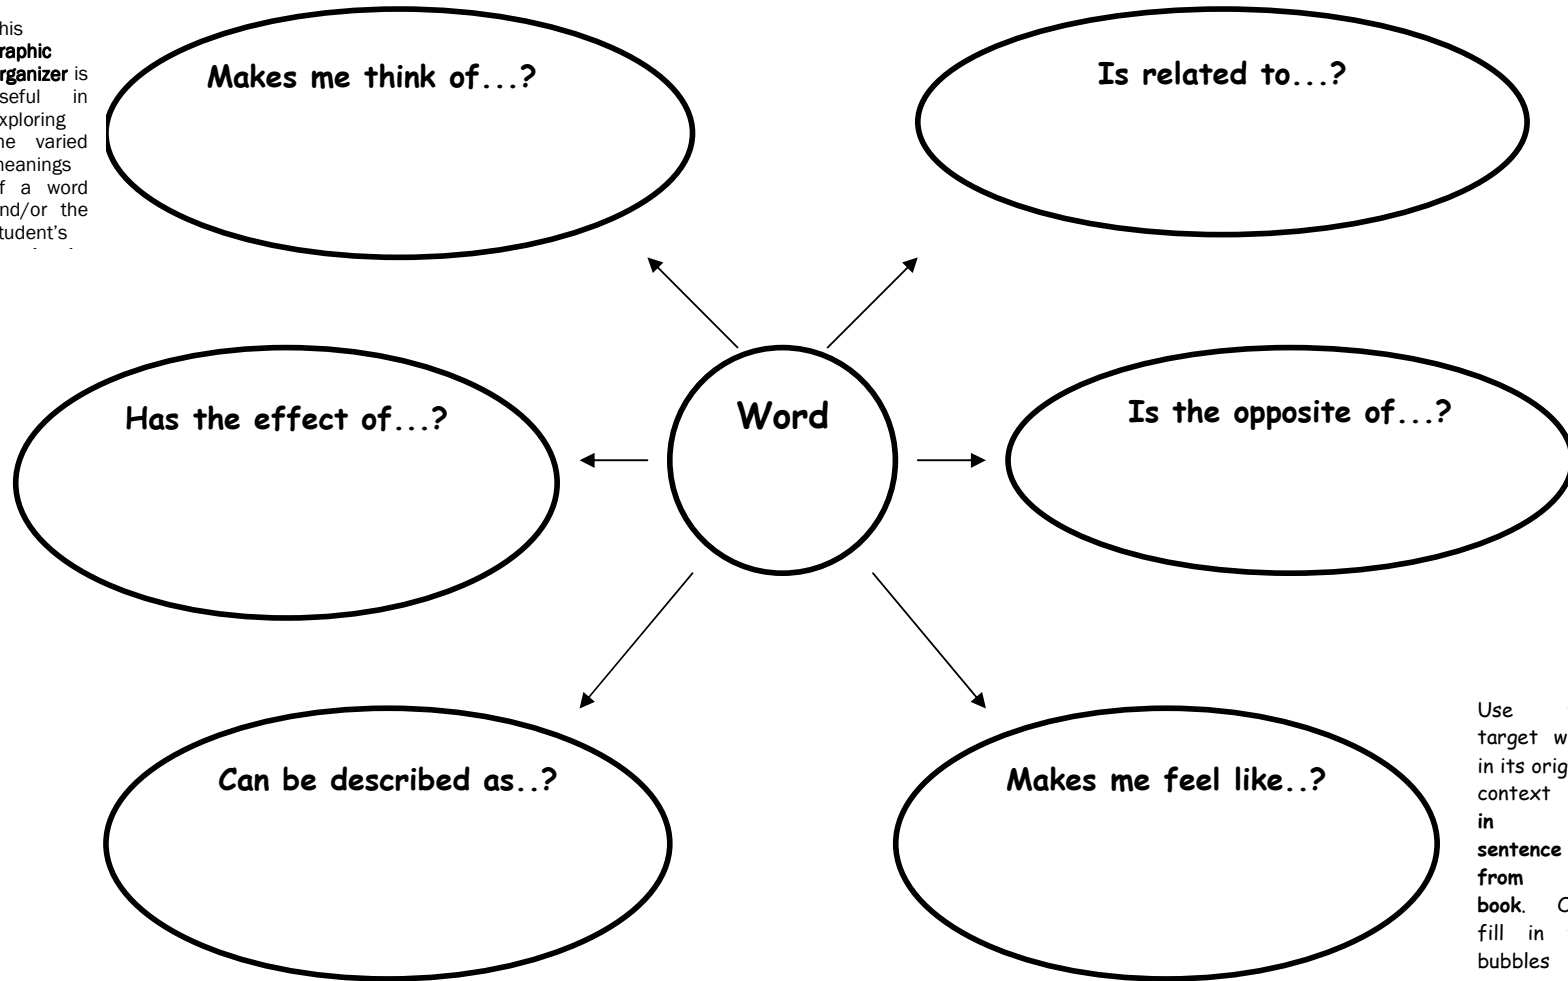 his
raphic
rganizer is
seful in
xploring
he varied
eanings
f a word
nd/or the
tudent's
Makes me think of...?
Is related to...?
Has the effect of...?
Word
Is the opposite of...?
Can be described as..?
Makes me feel like..?
Use
target w
in its orig
context
in
sentence
from
book.
fill in
bubbles